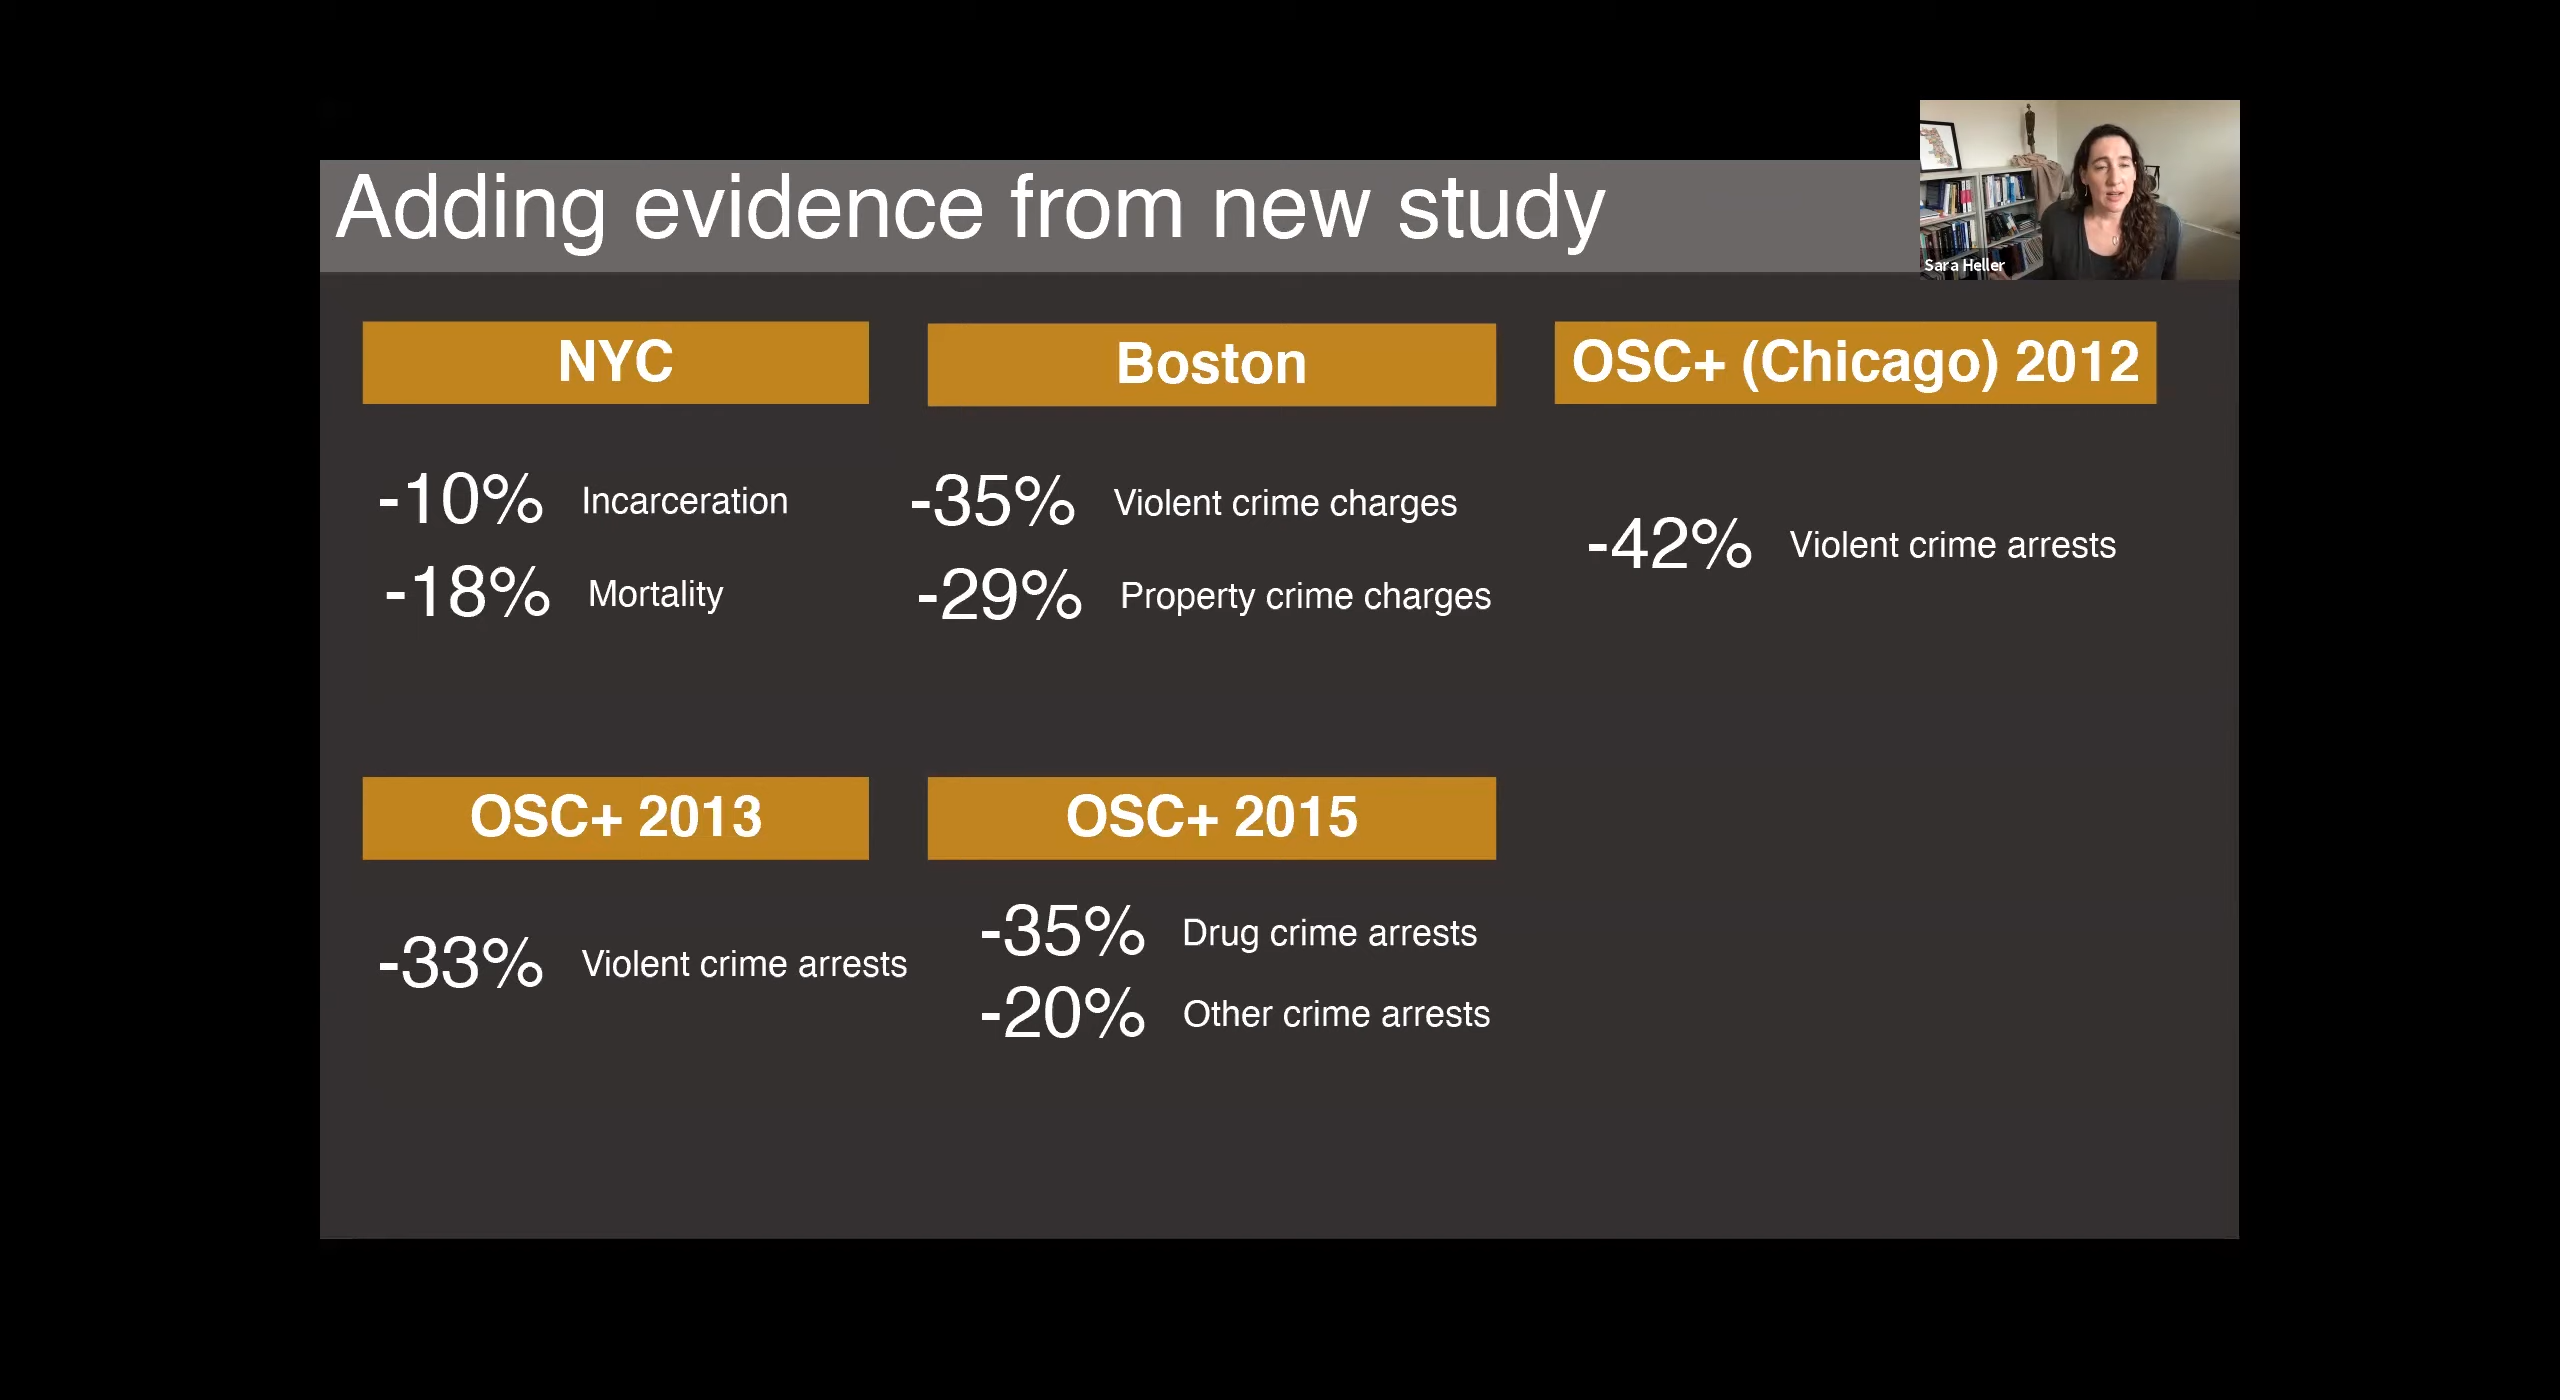 Adding evidence from new study
Sara Heller
NYC
Boston
OSC+ (Chicago) 2012
-10% Incarceration
-18% Mortality
-35% Violent crime charges
-29% Property crime charges
-42% Violent crime arrests
OSC+ 2013
OSC+ 2015
-33% Violent crime arrests
-35% Drug crime arrests
-20% Other crime arrests